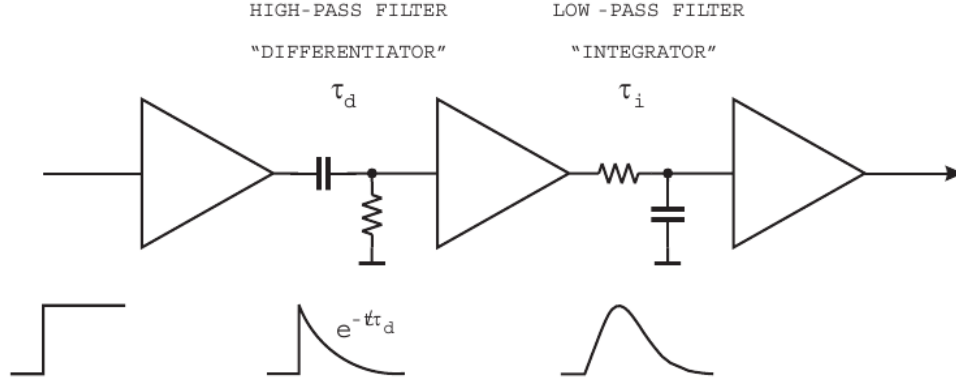 HIGH-PASS FILTER
“DIFFERENTIATOR”
τd
LOW -PASS FILTER
“INTEGRATOR”
τi
e-t/τd